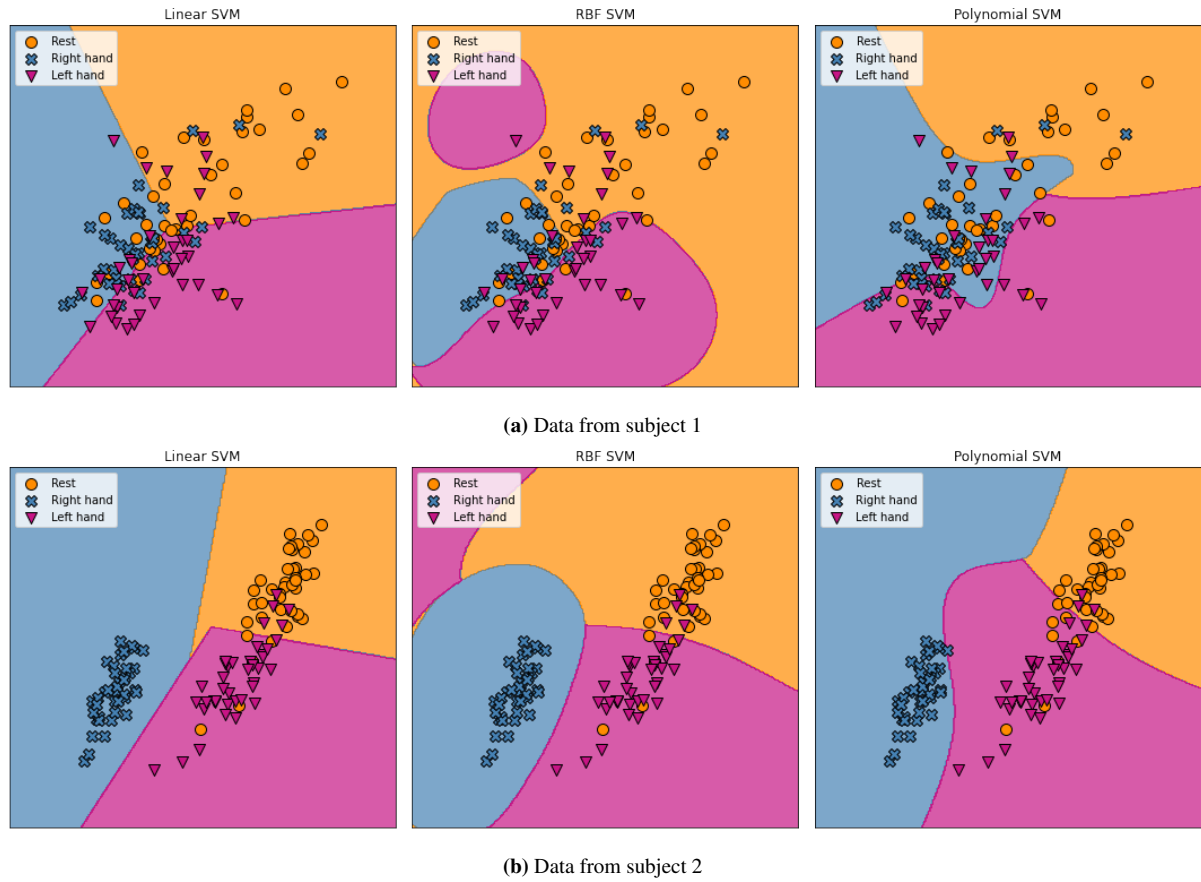 Linear SVM
Rest
Right hand
Left hand
RBF SVM
Rest
Right hand
Left hand
Polynomial SVM
Rest
Right hand
Left hand
(a) Data from subject 1
Linear SVM
Rest
Right hand
Left hand
RBF SVM
Rest
Right hand
Left hand
Polynomial SVM
Rest
Right hand
Left hand
(b) Data from subject 2